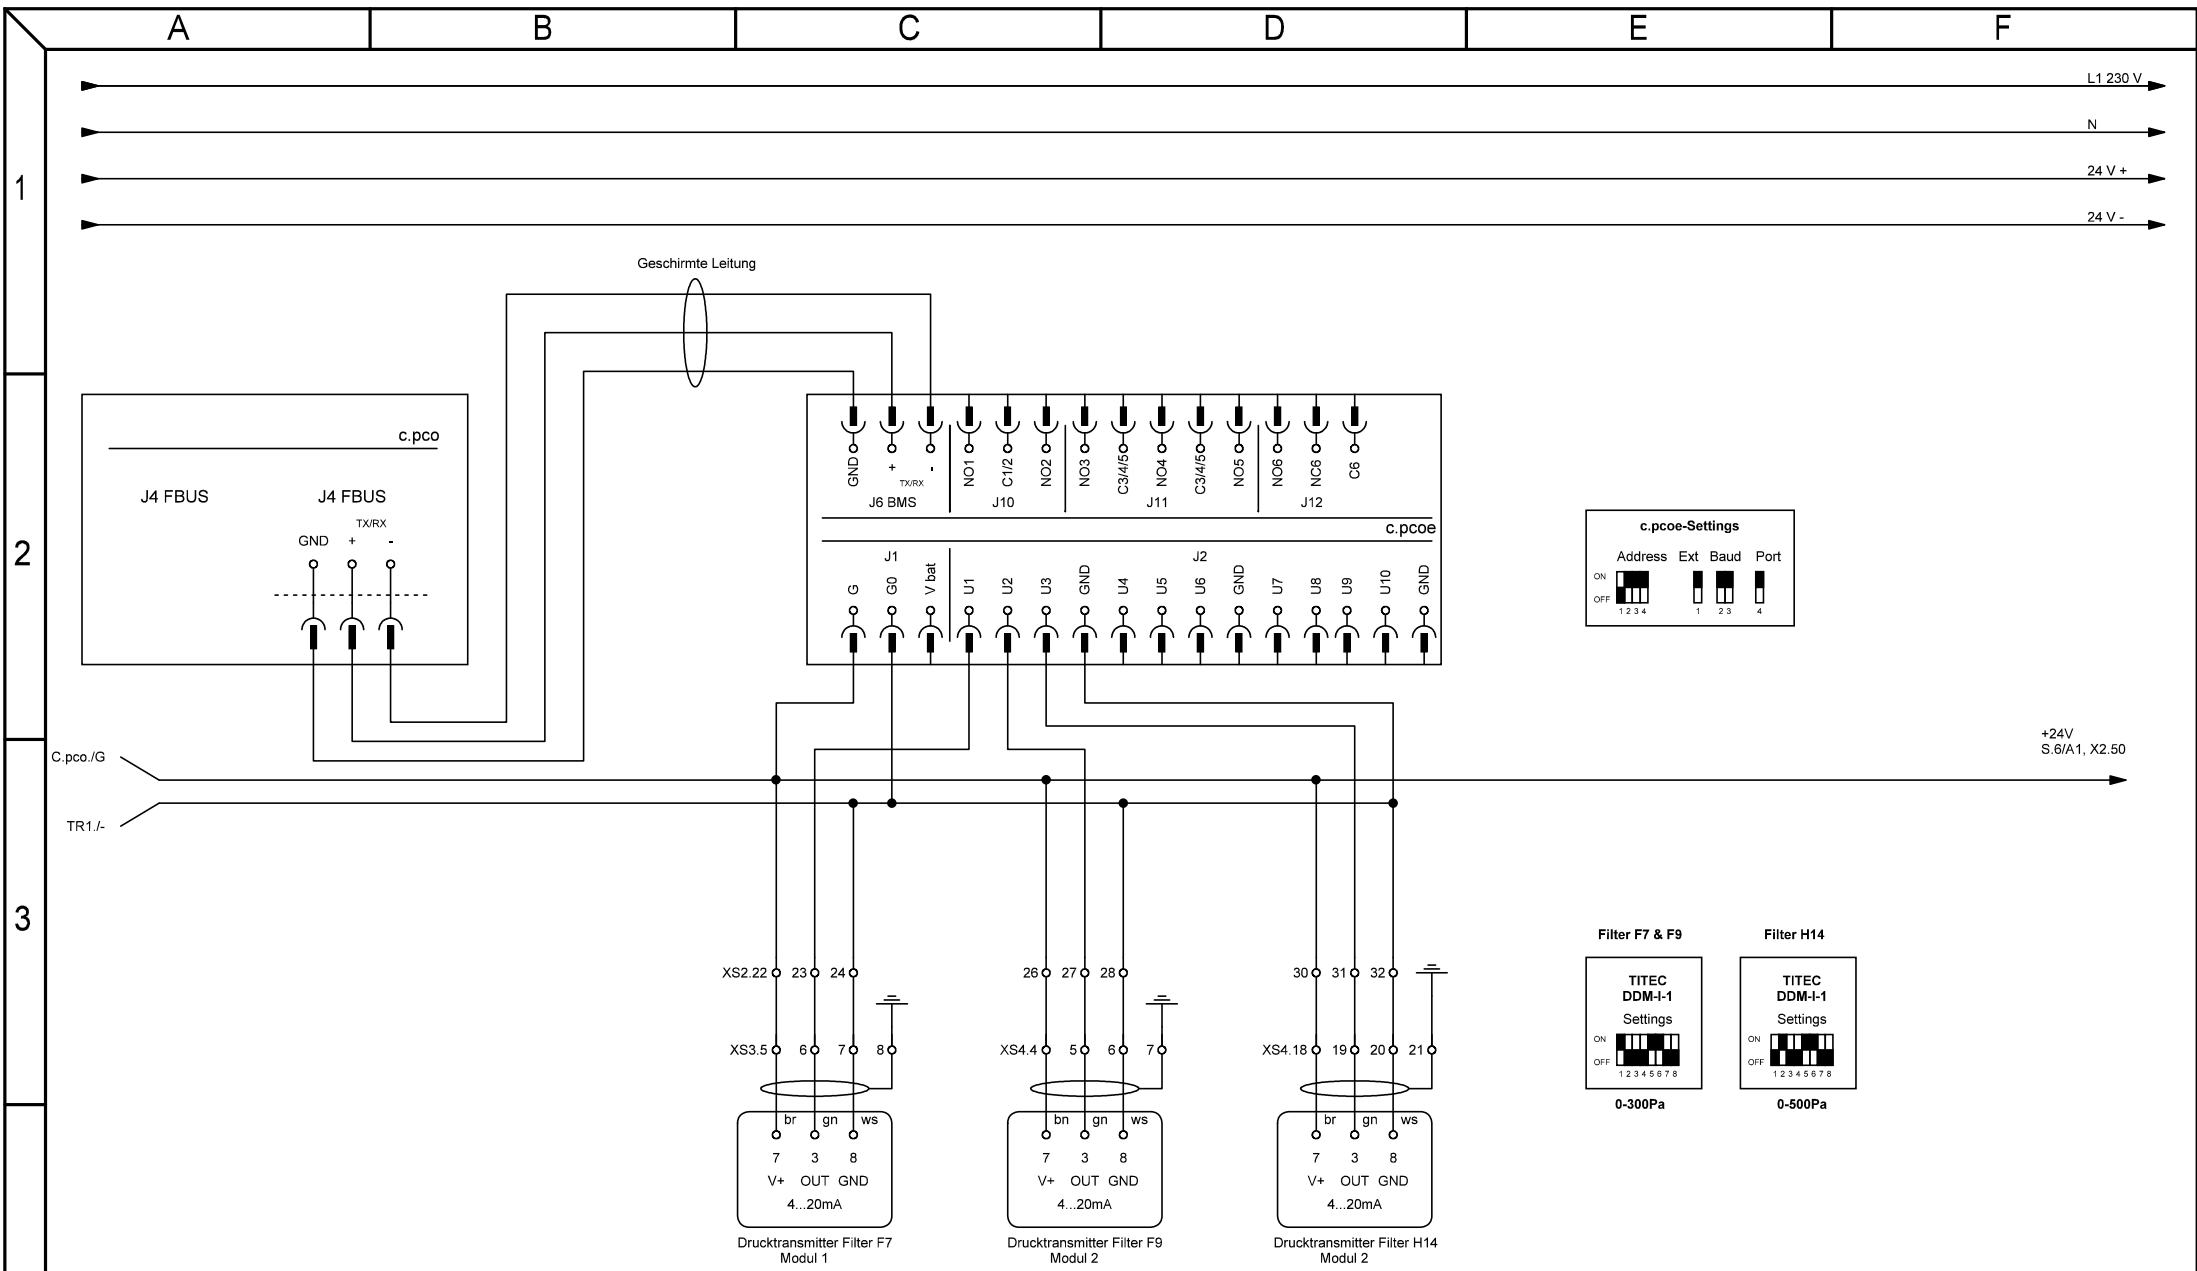 A B C D E F
L1 230 V
N
1
24 V +
24 V -
Geschirmte Leitung
2
c.pco
J4 FBUS J4 FBUS
TX/RX
GND + -
GND + - NO1 C1/2 NO2 NO3 C3/4/5 NO4 C3/4/5 NO5 NO6 NC6 C6
TX/RX
J6 BMS J10 J11 J12
c.pcoe
J1 J2
G G0 V bat U1 U2 U3 GND U4 U5 U6 GND U7 U8 U9 U10 GND
c.pcoe-Settings
Address Ext Baud Port
ON
OFF
1 2 3 4 1 2 3 4
C.pco./G
+24V
S.6/A1, X2.50
TR1./-
3
XS2.22 23 24 26 27 28 30 31 32
XS3.5 6 7 8 XS4.4 5 6 7 XS4.18 19 20 21
br gn ws bn gn ws br gn ws
7 3 8 7 3 8 7 3 8
V+ OUT GND V+ OUT GND V+ OUT GND
4...20mA 4...20mA 4...20mA
Drucktransmitter Filter F7
Modul 1
Drucktransmitter Filter F9
Modul 2
Drucktransmitter Filter H14
Modul 2
Filter F7 & F9
TITEC
DDM-I-1
Settings
ON
OFF
1 2 3 4 5 6 7 8
0-300Pa
Filter H14
TITEC
DDM-I-1
Settings
ON
OFF
1 2 3 4 5 6 7 8
0-500Pa